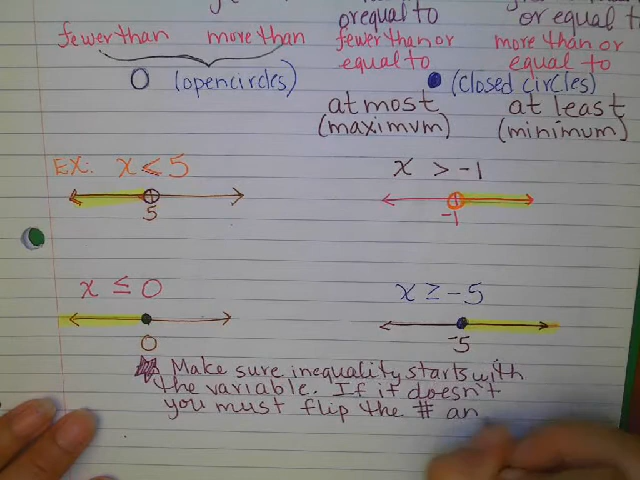 or equal to or equal t
fewer than more than fewer than or more than or
equal to equal to
(open circles) (closed circles)
at most at least
(maximum) (minimum)
EX: x < 5 x > -1
5 -1
x ≤ 0 x ≥ -5
0 -5
Make sure inequality starts with
the variable. If it doesn't
you must flip the # an